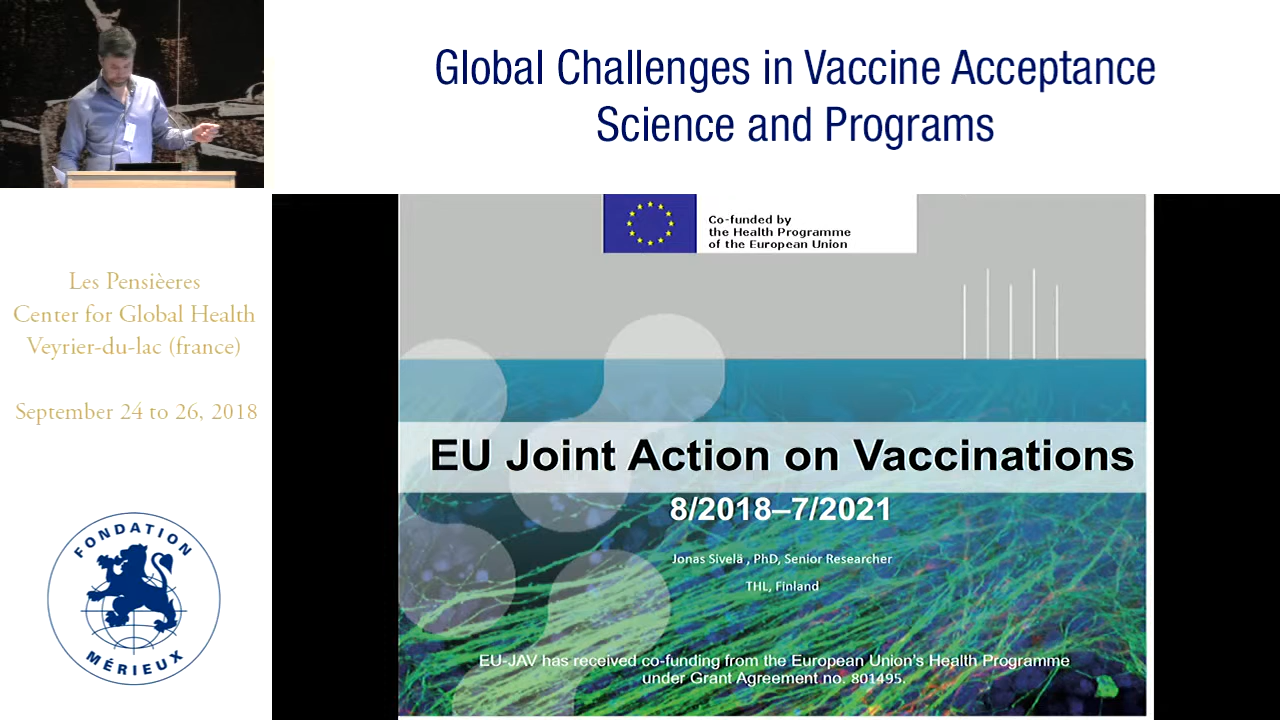 Global Challenges in Vaccine Acceptance
Science and Programs
Co-funded by
the Health Programme
of the European Union
Les Pensièeres
Center for Global Health
Veyrier-du-lac (france)
September 24 to 26, 2018
EU Joint Action on Vaccinations
8/2018–7/2021
Jonas Sivelä , PhD, Senior Researcher
THL, Finland
EU-JAV has received co-funding from the European Union's Health Programme
under Grant Agreement no. 801495.
FONDATION
MÉRIEUX